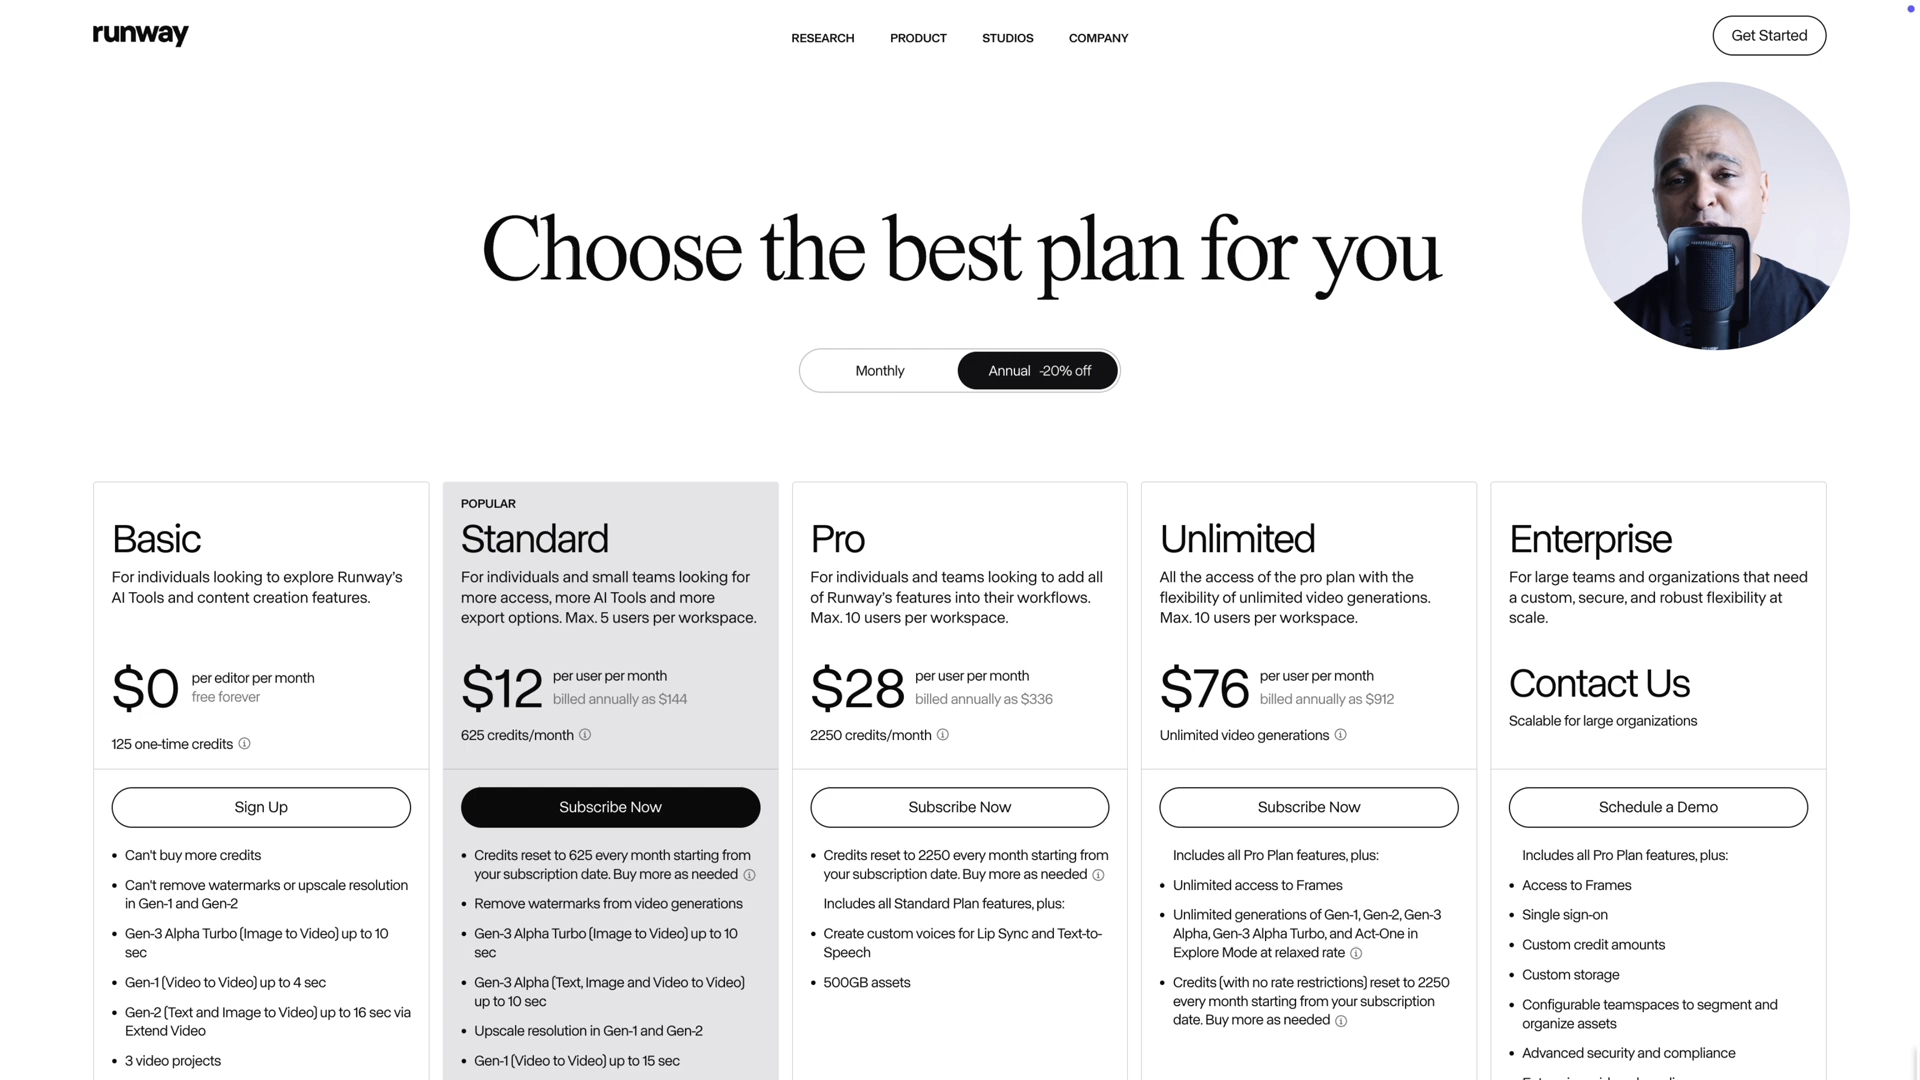 runway
RESEARCH
PRODUCT
STUDIOS
COMPANY
Get Started
Choose the best plan for you
Monthly
Annual -20% off
Basic
For individuals looking to explore Runway's
AI Tools and content creation features.
$0
per editor per month
free forever
125 one-time credits
Sign Up
• Can't buy more credits
• Can't remove watermarks or upscale resolution
in Gen-1 and Gen-2
• Gen-3 Alpha Turbo (Image to Video) up to 10
sec
• Gen-1 (Video to Video) up to 4 sec
• Gen-2 (Text and Image to Video) up to 16 sec via
Extend Video
• 3 video projects
POPULAR
Standard
For individuals and small teams looking for
more access, more AI Tools and more
export options. Max. 5 users per workspace.
$12
per user per month
billed annually as $144
625 credits/month
Subscribe Now
• Credits reset to 625 every month starting from
your subscription date. Buy more as needed
• Remove watermarks from video generations
• Gen-3 Alpha Turbo (Image to Video) up to 10
sec
• Gen-3 Alpha (Text, Image and Video to Video)
up to 10 sec
• Upscale resolution in Gen-1 and Gen-2
• Gen-1 (Video to Video) up to 15 sec
Pro
For individuals and teams looking to add all
of Runway's features into their workflows.
Max. 10 users per workspace.
$28
per user per month
billed annually as $336
2250 credits/month
Subscribe Now
• Credits reset to 2250 every month starting from
your subscription date. Buy more as needed
Includes all Standard Plan features, plus:
• Create custom voices for Lip Sync and Text-to-
Speech
• 500GB assets
Unlimited
All the access of the pro plan with the
flexibility of unlimited video generations.
Max. 10 users per workspace.
$76
per user per month
billed annually as $912
Unlimited video generations
Subscribe Now
Includes all Pro Plan features, plus:
• Unlimited access to Frames
• Unlimited generations of Gen-1, Gen-2, Gen-3
Alpha, Gen-3 Alpha Turbo, and Act-One in
Explore Mode at relaxed rate
• Credits (with no rate restrictions) reset to 2250
every month starting from your subscription
date. Buy more as needed
Enterprise
For large teams and organizations that need
a custom, secure, and robust flexibility at
scale.
Contact Us
Scalable for large organizations
Schedule a Demo
Includes all Pro Plan features, plus:
• Access to Frames
• Single sign-on
• Custom credit amounts
• Custom storage
• Configurable teamspaces to segment and
organize assets
• Advanced security and compliance